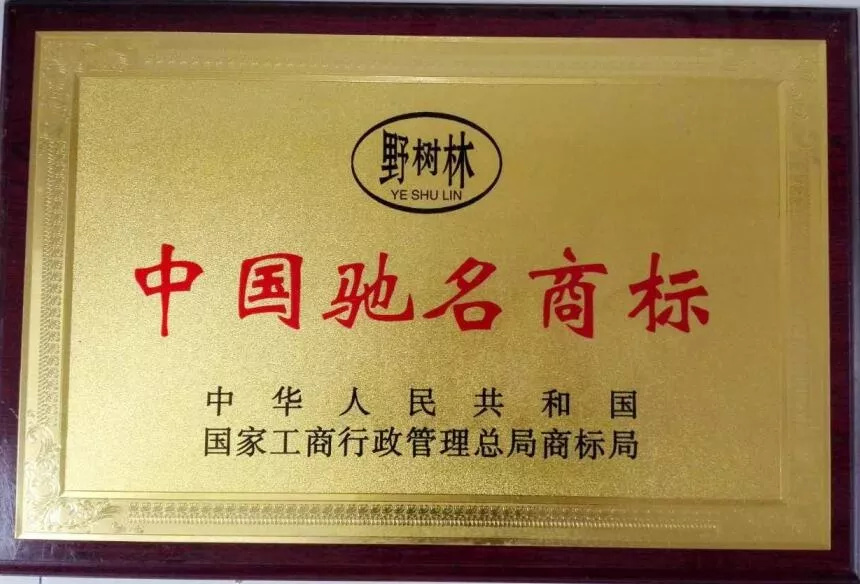 野树林
YE SHU LIN
中国驰名商标
中华人民共和国
国家工商行政管理总局商标局